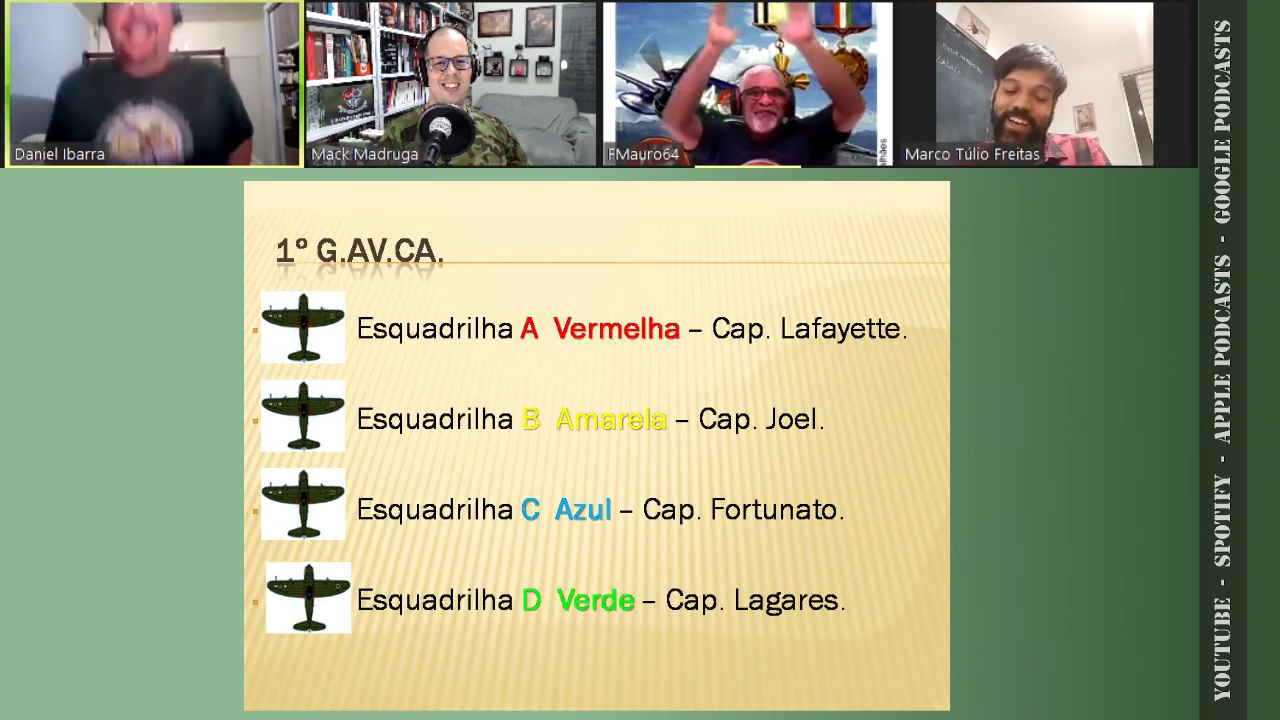 Daniel Ibarra
Mack Madruga
FMauro64
Marco Túlio Freitas
1º G.AV.CA.
Esquadrilha A Vermelha – Cap. Lafayette.
Esquadrilha B Amarela – Cap. Joel.
Esquadrilha C Azul – Cap. Fortunato.
Esquadrilha D Verde – Cap. Lagares.
YOUTUBE - SPOTIFY - APPLE PODCASTS - GOOGLE PODCASTS